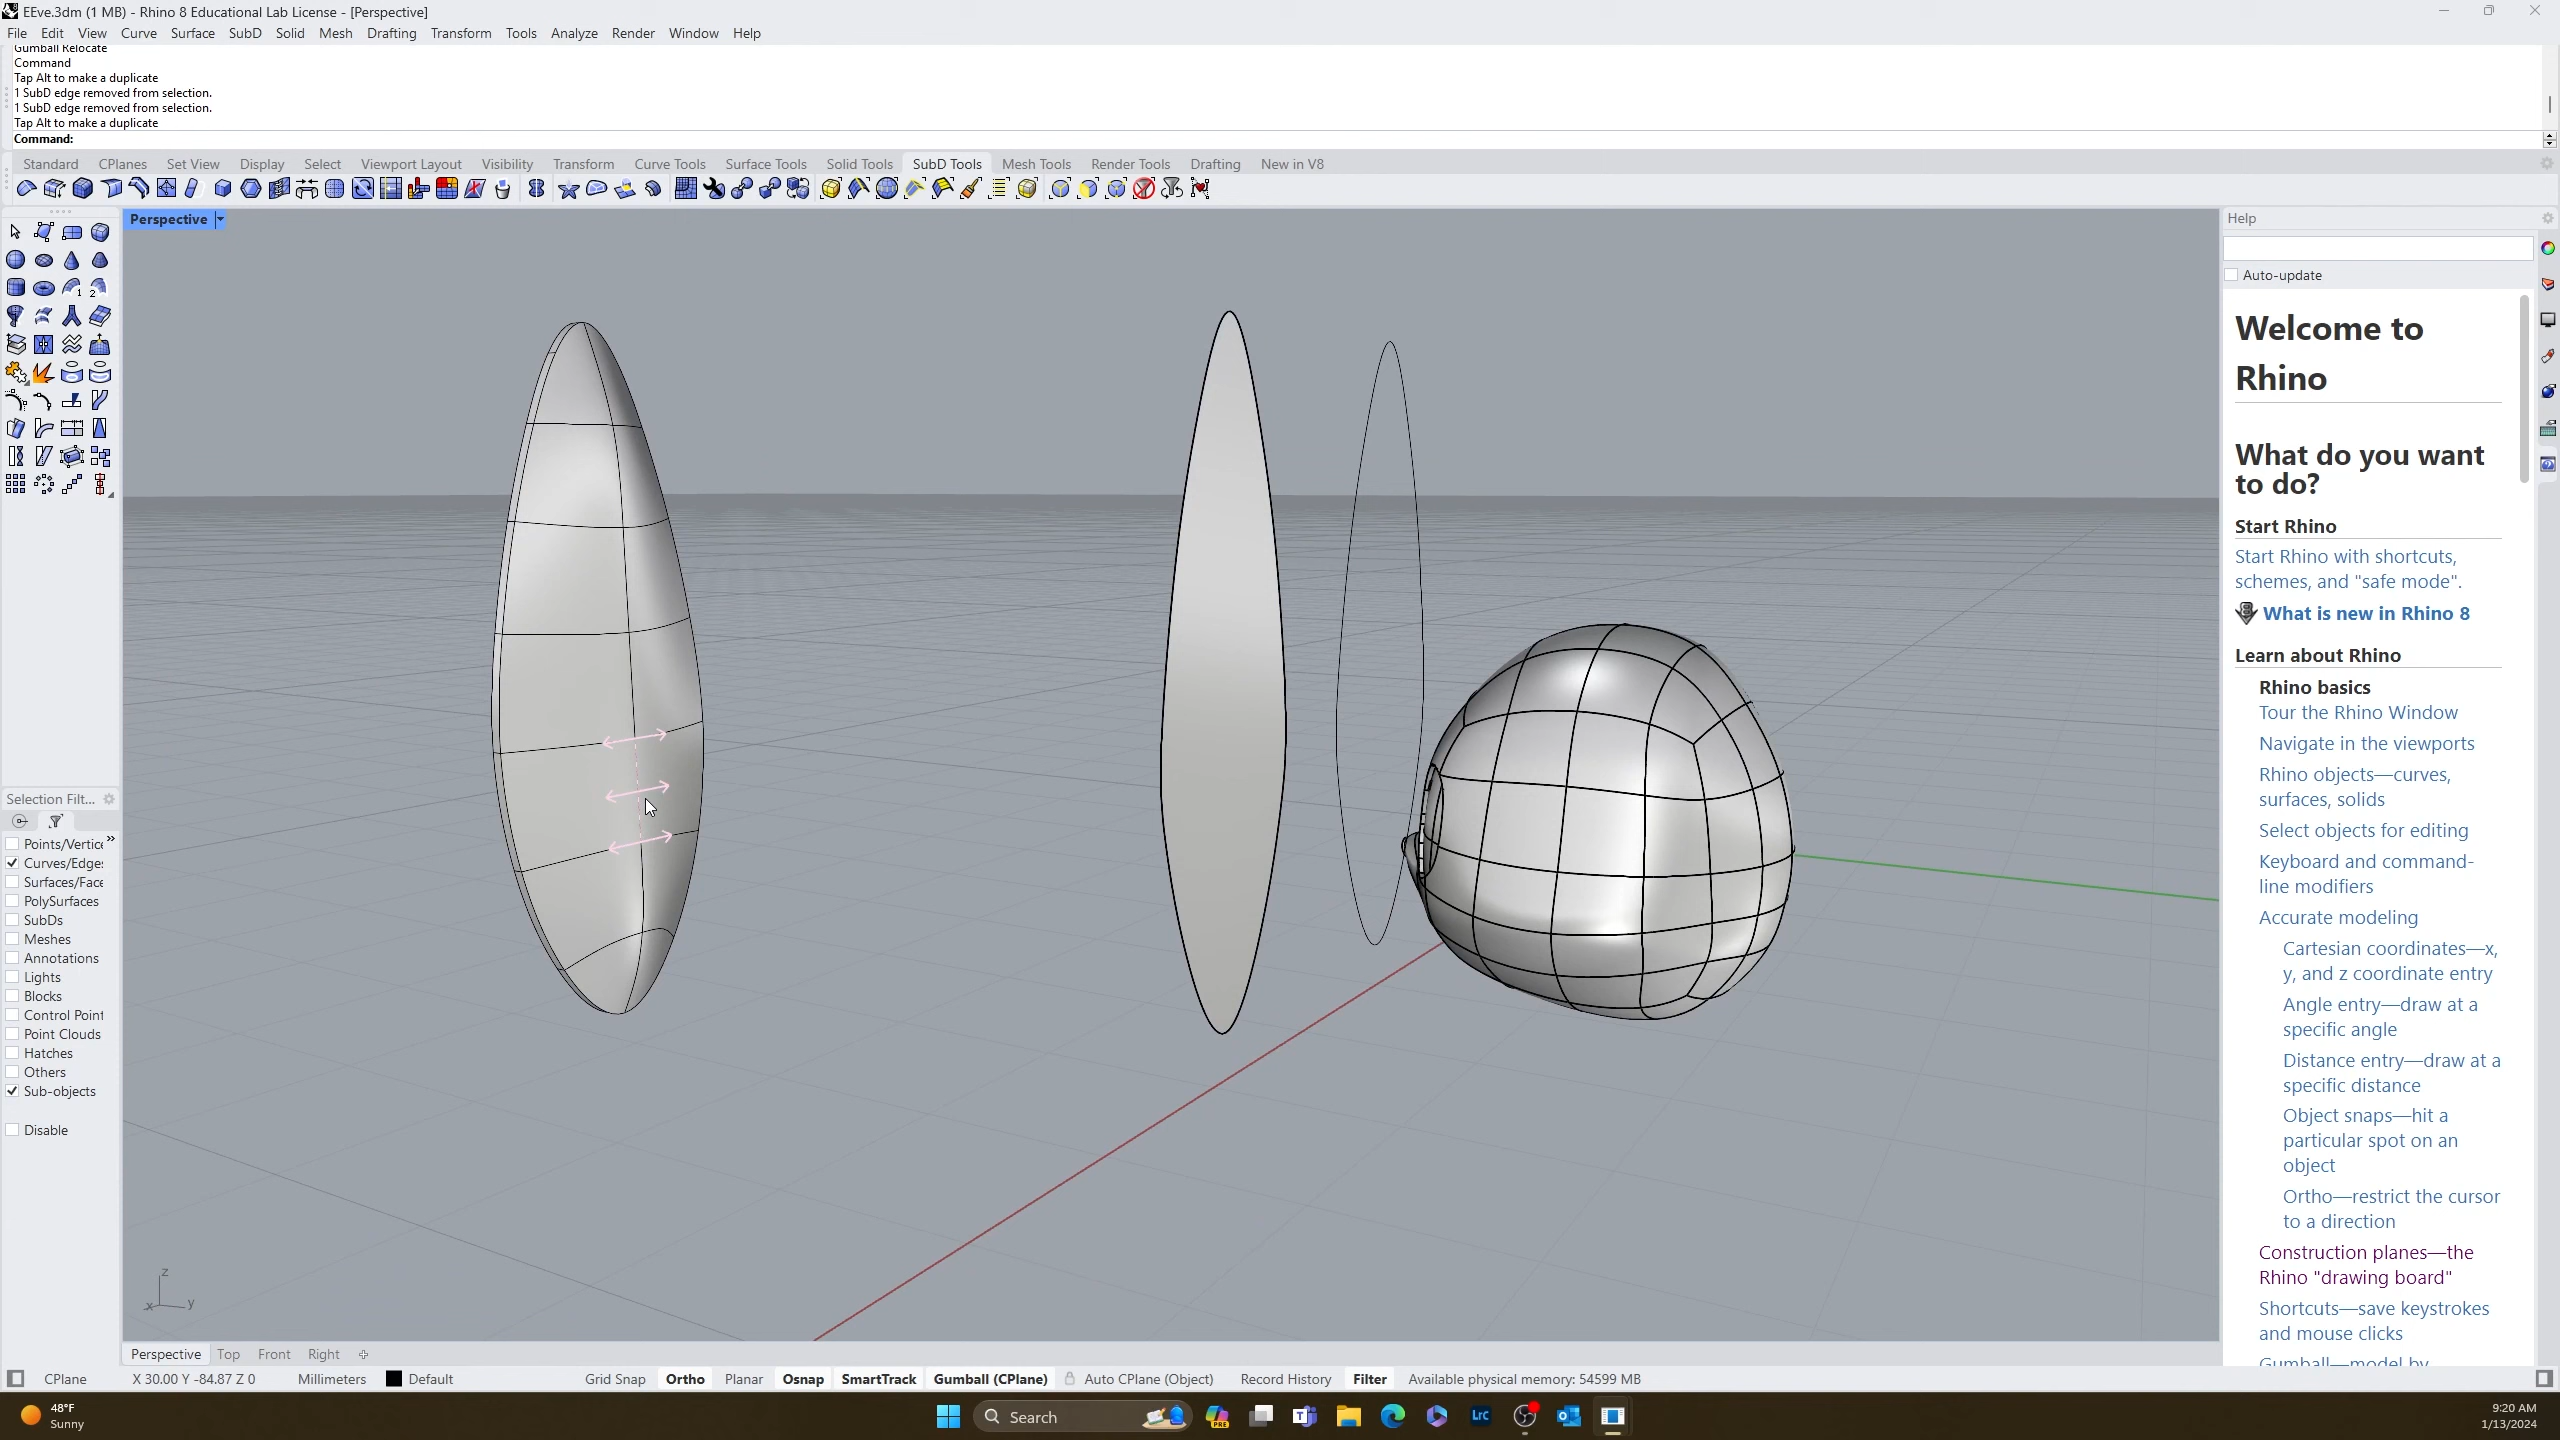 EEve.3dm (1 MB) - Rhino 8 Educational Lab License - [Perspective]
File Edit View Curve Surface SubD Solid Mesh Drafting Transform Tools Analyze Render Window Help
Gumball Relocate
Command
Tap Alt to make a duplicate
1 SubD edge removed from selection.
1 SubD edge removed from selection.
Tap Alt to make a duplicate
Command:
Standard CPlanes Set View Display Select Viewport Layout Visibility Transform Curve Tools Surface Tools Solid Tools SubD Tools Mesh Tools Render Tools Drafting New in V8
Perspective
Help
Auto-update
Welcome to
Rhino
What do you want
to do?
Start Rhino
Start Rhino with shortcuts,
schemes, and "safe mode".
What is new in Rhino 8
Learn about Rhino
Rhino basics
Tour the Rhino Window
Navigate in the viewports
Rhino objects—curves,
surfaces, solids
Select objects for editing
Keyboard and command-
line modifiers
Accurate modeling
Cartesian coordinates—x,
y, and z coordinate entry
Angle entry—draw at a
specific angle
Distance entry—draw at a
specific distance
Object snaps—hit a
particular spot on an
object
Ortho—restrict the cursor
to a direction
Construction planes—the
Rhino "drawing board"
Shortcuts—save keystrokes
and mouse clicks
Gumball—model by
Selection Filt...
Points/Vertice
Curves/Edges
Surfaces/Face
PolySurfaces
SubDs
Meshes
Annotations
Lights
Blocks
Control Point
Point Clouds
Hatches
Others
Sub-objects
Disable
z
x
y
Perspective Top Front Right
CPlane X 30.00 Y -84.87 Z 0 Millimeters Default Grid Snap Ortho Planar Osnap SmartTrack Gumball (CPlane) Auto CPlane (Object) Record History Filter Available physical memory: 54599 MB
48°F
Sunny
Search
PRE
Lrc
9:20 AM
1/13/2024